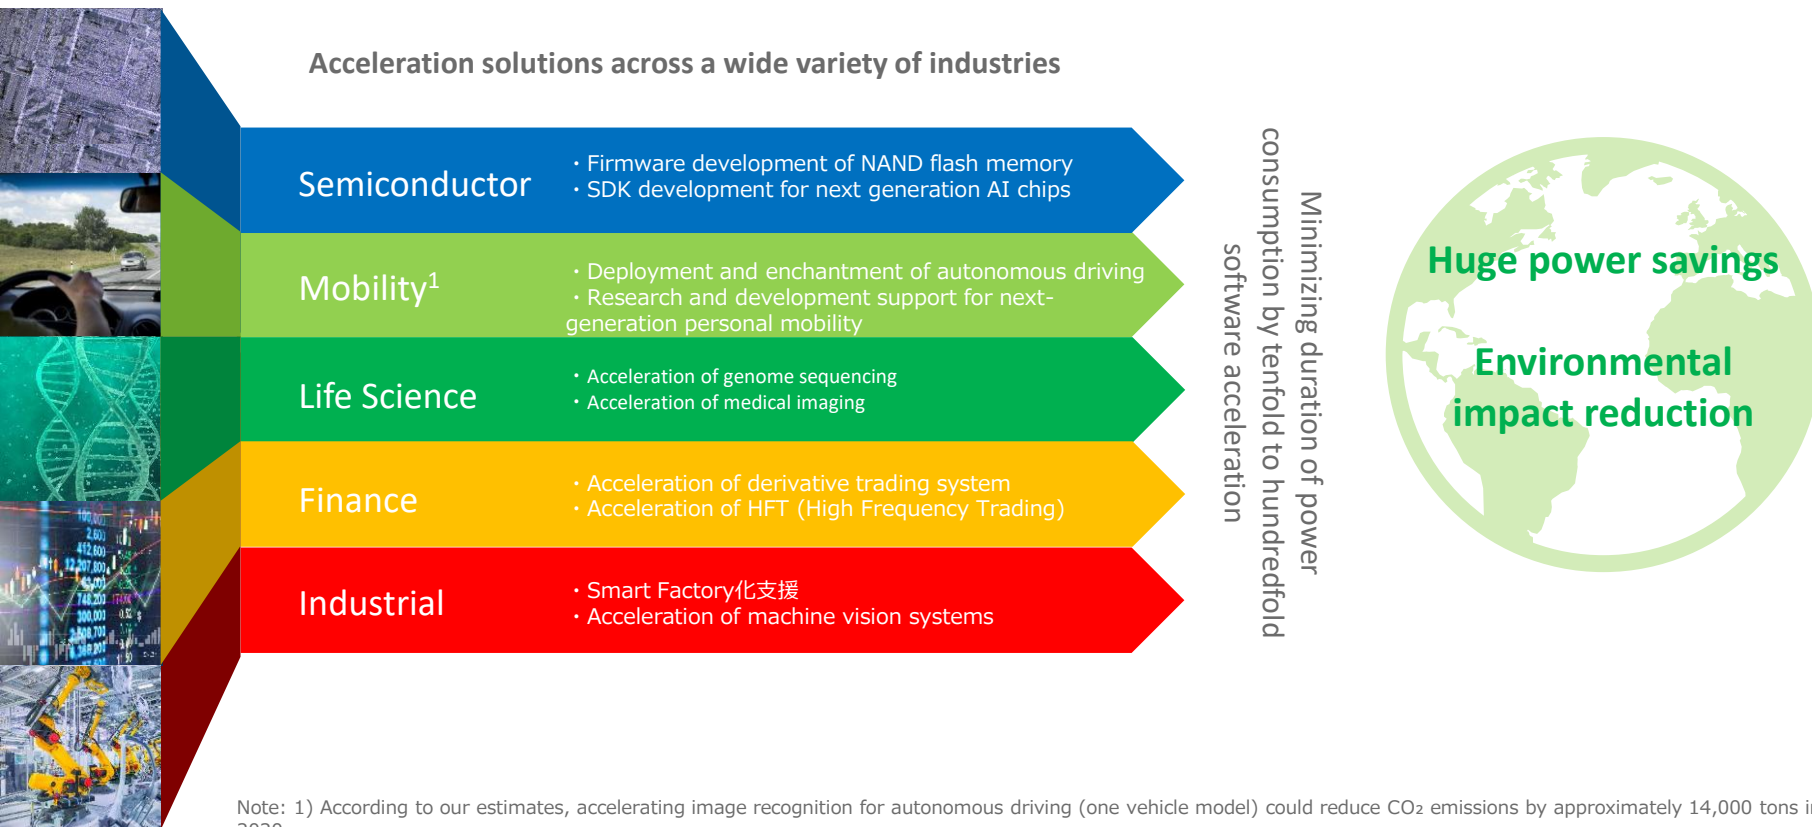 Acceleration solutions across a wide variety of industries
Semiconductor
・Firmware development of NAND flash memory
・SDK development for next generation AI chips
Mobility1
・Deployment and enchantment of autonomous driving
・Research and development support for next-
generation personal mobility
Life Science
・Acceleration of genome sequencing
・Acceleration of medical imaging
Finance
・Acceleration of derivative trading system
・Acceleration of HFT (High Frequency Trading)
Industrial
・Smart Factory化支援
・Acceleration of machine vision systems
Minimizing duration of power
consumption by tenfold to hundredfold
software acceleration
Huge power savings
Environmental
impact reduction
Note: 1) According to our estimates, accelerating image recognition for autonomous driving (one vehicle model) could reduce CO₂ emissions by approximately 14,000 tons in